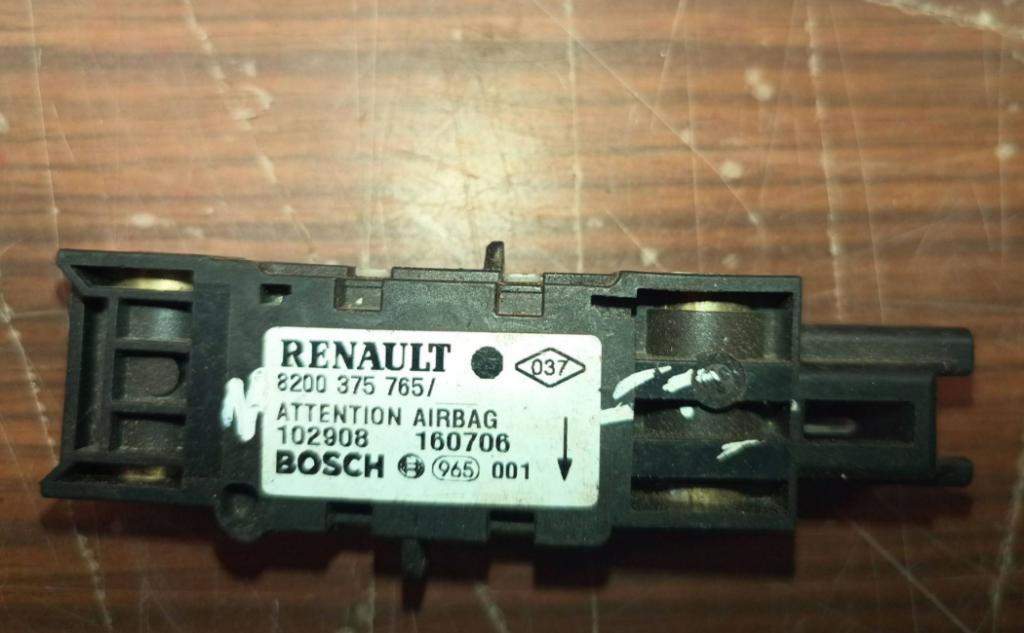 RENAULT 037
8200 375 765/
ATTENTION AIRBAG
102908 160706
BOSCH 965 001